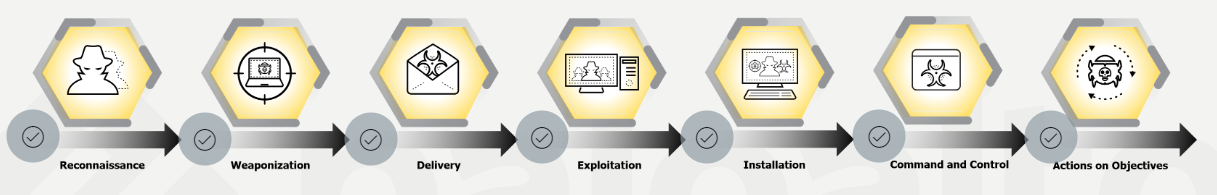 Reconnaissance
Weaponization
Delivery
Exploitation
Installation
Command and Control
Actions on Objectives